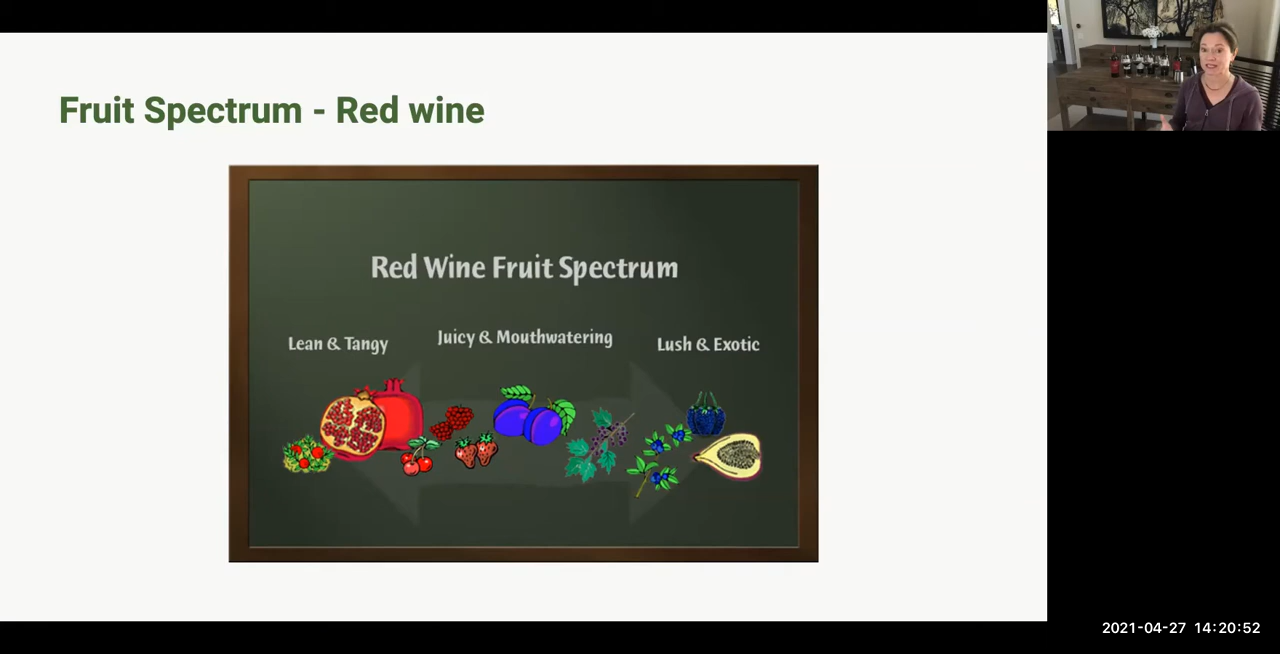 Fruit Spectrum - Red wine
Red Wine Fruit Spectrum
Lean & Tangy
Juicy & Mouthwatering
Lush & Exotic
2021-04-27 14:20:52